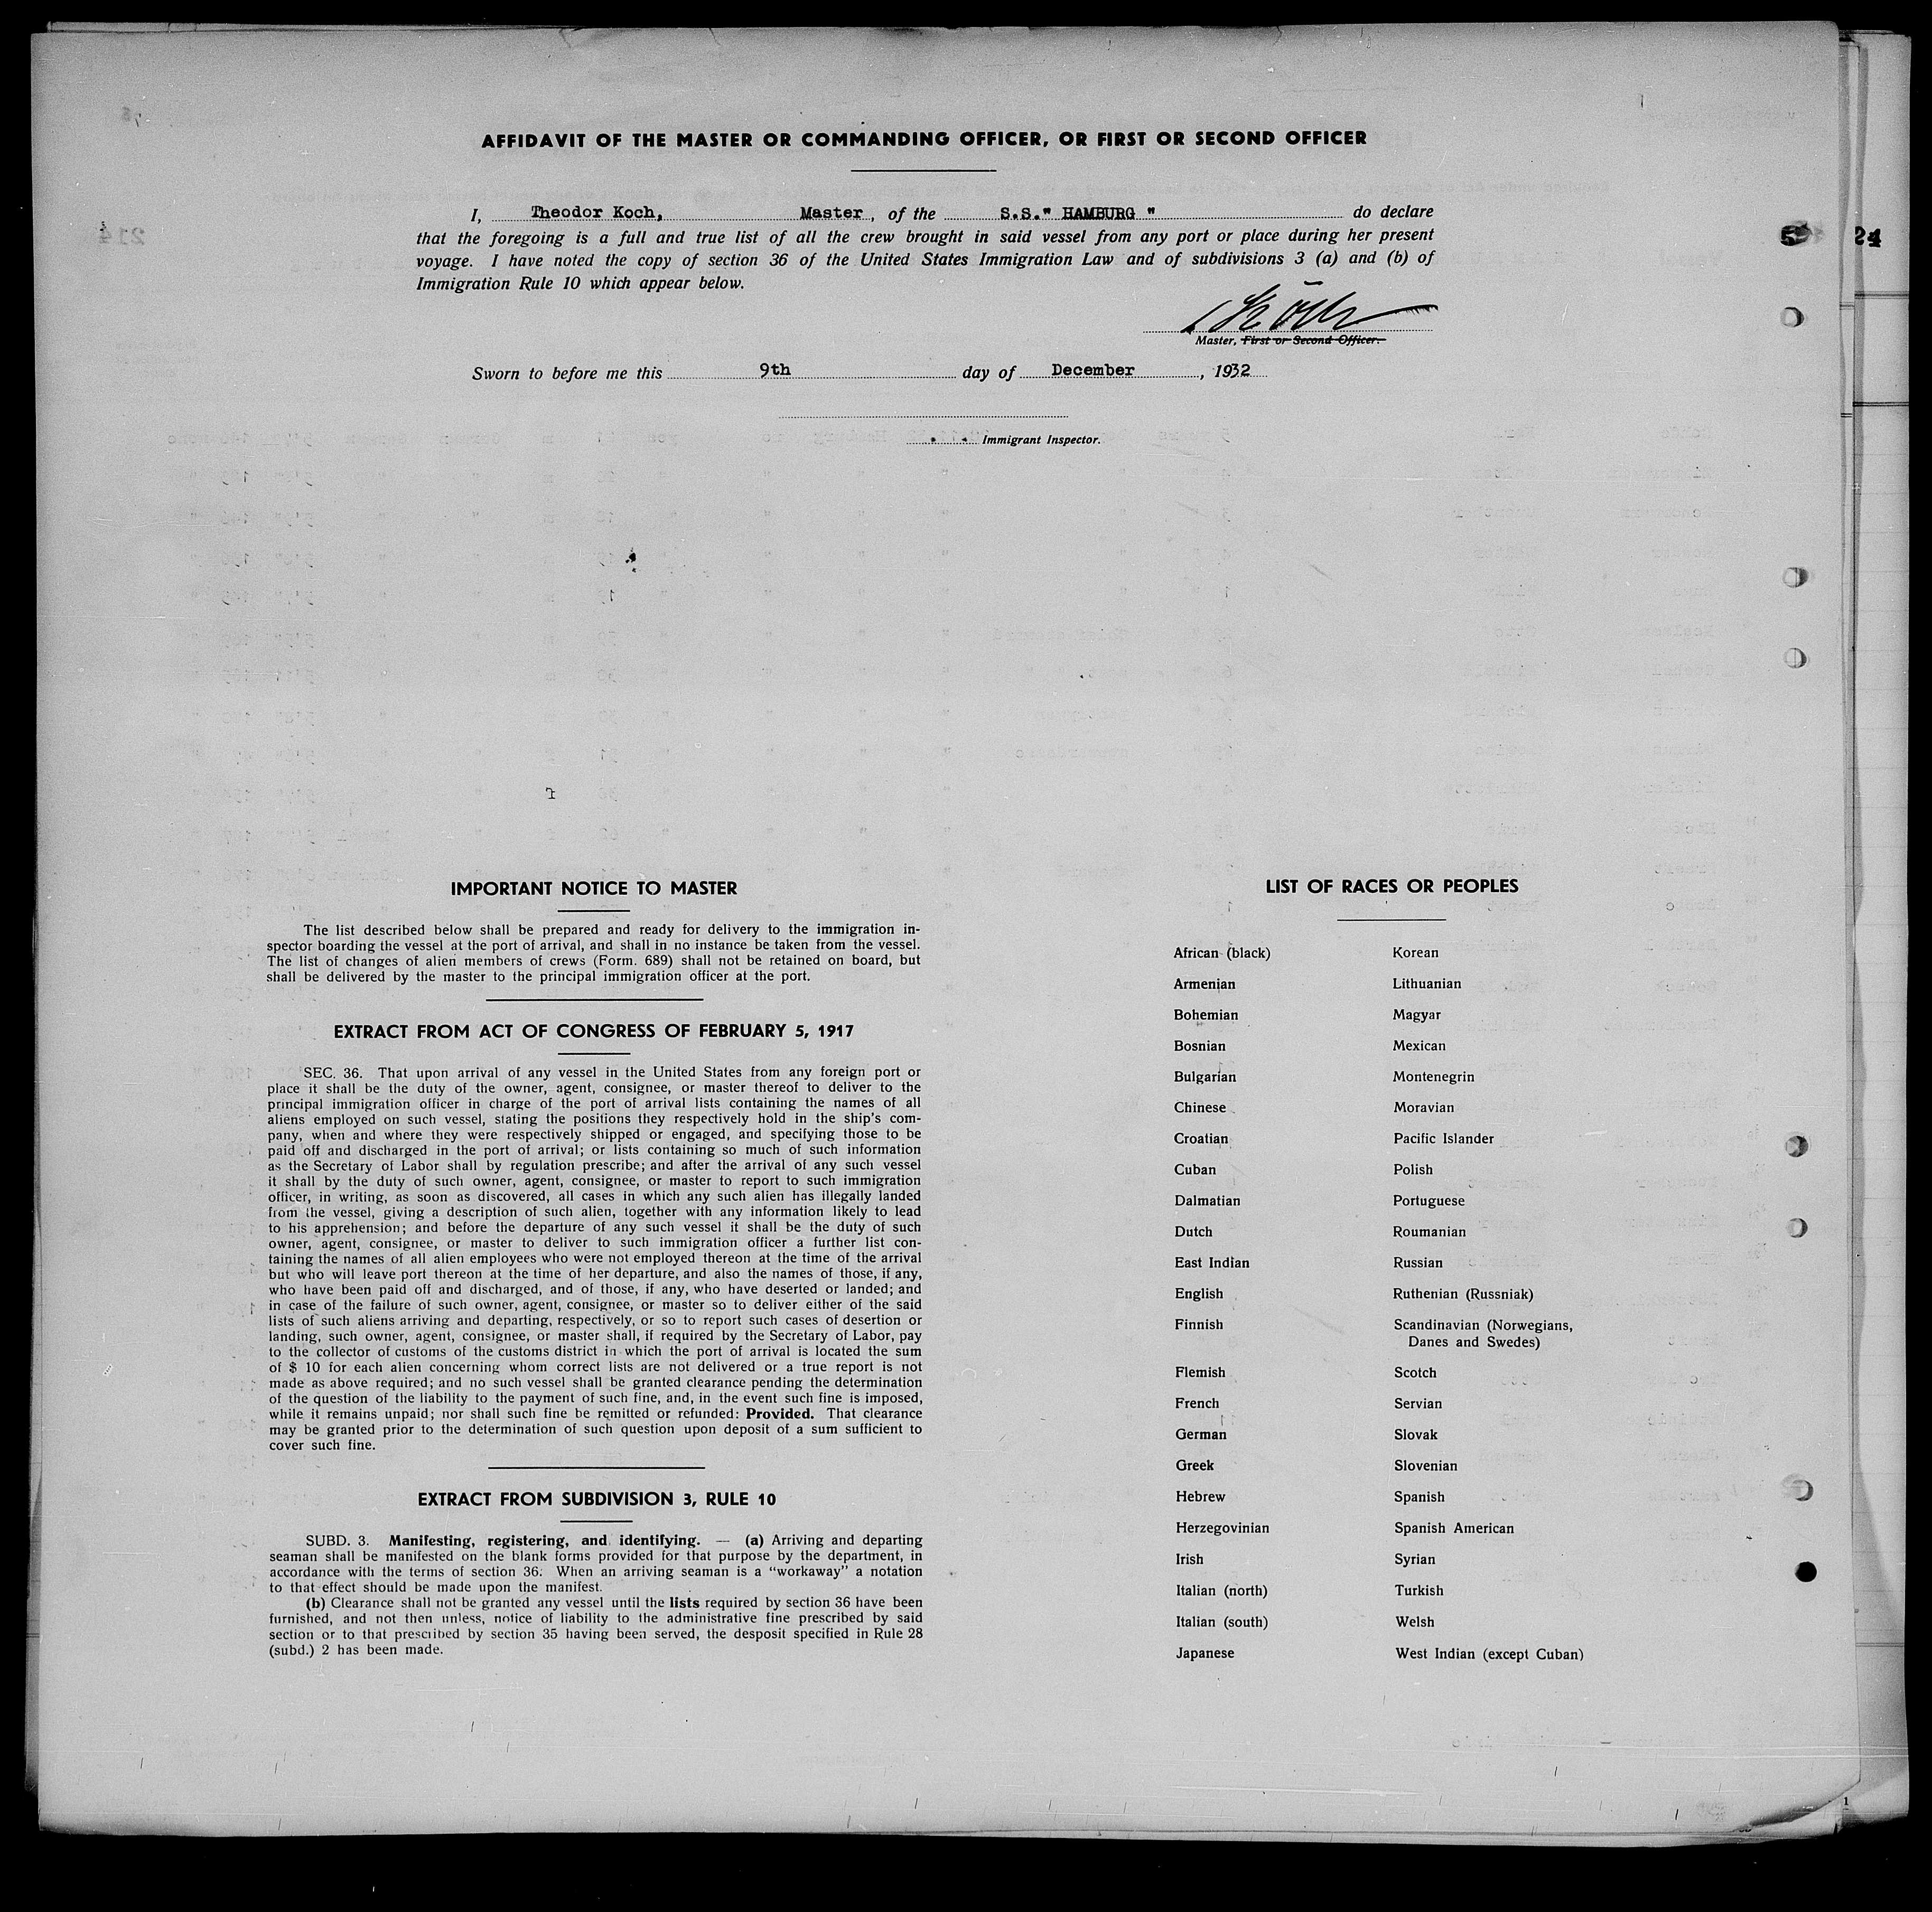 AFFIDAVIT OF THE MASTER OR COMMANDING OFFICER, OR FIRST OR SECOND OFFICER
I, Theodor Koch, Master, of the S.S." HAMBURG " do declare
that the foregoing is a full and true list of all the crew brought in said vessel from any port or place during her present
voyage. I have noted the copy of section 36 of the United States Immigration Law and of subdivisions 3 (a) and (b) of
Immigration Rule 10 which appear below.
Master, First or Second Officer.
Sworn to before me this 9th day of December, 1932
Immigrant Inspector.
24
IMPORTANT NOTICE TO MASTER
The list described below shall be prepared and ready for delivery to the immigration in-
spector boarding the vessel at the port of arrival, and shall in no instance be taken from the vessel.
The list of changes of alien members of crews (Form. 689) shall not be retained on board, but
shall be delivered by the master to the principal immigration officer at the port.
EXTRACT FROM ACT OF CONGRESS OF FEBRUARY 5, 1917
SEC. 36. That upon arrival of any vessel in the United States from any foreign port or
place it shall be the duty of the owner, agent, consignee, or master thereof to deliver to the
principal immigration officer in charge of the port of arrival lists containing the names of all
aliens employed on such vessel, stating the positions they respectively hold in the ship's com-
pany, when and where they were respectively shipped or engaged, and specifying those to be
paid off and discharged in the port of arrival; or lists containing so much of such information
as the Secretary of Labor shall by regulation prescribe; and after the arrival of any such vessel
it shall by the duty of such owner, agent, consignee, or master to report to such immigration
officer, in writing, as soon as discovered, all cases in which any such alien has illegally landed
from the vessel, giving a description of such alien, together with any information likely to lead
to his apprehension; and before the departure of any such vessel it shall be the duty of such
owner, agent, consignee, or master to deliver to such immigration officer a further list con-
taining the names of all alien employees who were not employed thereon at the time of the arrival
but who will leave port thereon at the time of her departure, and also the names of those, if any,
who have been paid off and discharged, and of those, if any, who have deserted or landed; and
in case of the failure of such owner, agent, consignee, or master so to deliver either of the said
lists of such aliens arriving and departing, respectively, or so to report such cases of desertion or
landing, such owner, agent, consignee, or master shall, if required by the Secretary of Labor, pay
to the collector of customs of the customs district in which the port of arrival is located the sum
of $ 10 for each alien concerning whom correct lists are not delivered or a true report is not
made as above required; and no such vessel shall be granted clearance pending the determination
of the question of the liability to the payment of such fine, and, in the event such fine is imposed,
while it remains unpaid; nor shall such fine be remitted or refunded: Provided. That clearance
may be granted prior to the determination of such question upon deposit of a sum sufficient to
cover such fine.
EXTRACT FROM SUBDIVISION 3, RULE 10
SUBD. 3. Manifesting, registering, and identifying. — (a) Arriving and departing
seaman shall be manifested on the blank forms provided for that purpose by the department, in
accordance with the terms of section 36. When an arriving seaman is a "workaway" a notation
to that effect should be made upon the manifest.
(b) Clearance shall not be granted any vessel until the lists required by section 36 have been
furnished, and not then unless, notice of liability to the administrative fine prescribed by said
section or to that prescribed by section 35 having been served, the desposit specified in Rule 28
(subd.) 2 has been made.
LIST OF RACES OR PEOPLES
African (black)
Armenian
Bohemian
Bosnian
Bulgarian
Chinese
Croatian
Cuban
Dalmatian
Dutch
East Indian
English
Finnish
Flemish
French
German
Greek
Hebrew
Herzegovinian
Irish
Italian (north)
Italian (south)
Japanese
Korean
Lithuanian
Magyar
Mexican
Montenegrin
Moravian
Pacific Islander
Polish
Portuguese
Roumanian
Russian
Ruthenian (Russniak)
Scandinavian (Norwegians,
Danes and Swedes)
Scotch
Servian
Slovak
Slovenian
Spanish
Spanish American
Syrian
Turkish
Welsh
West Indian (except Cuban)